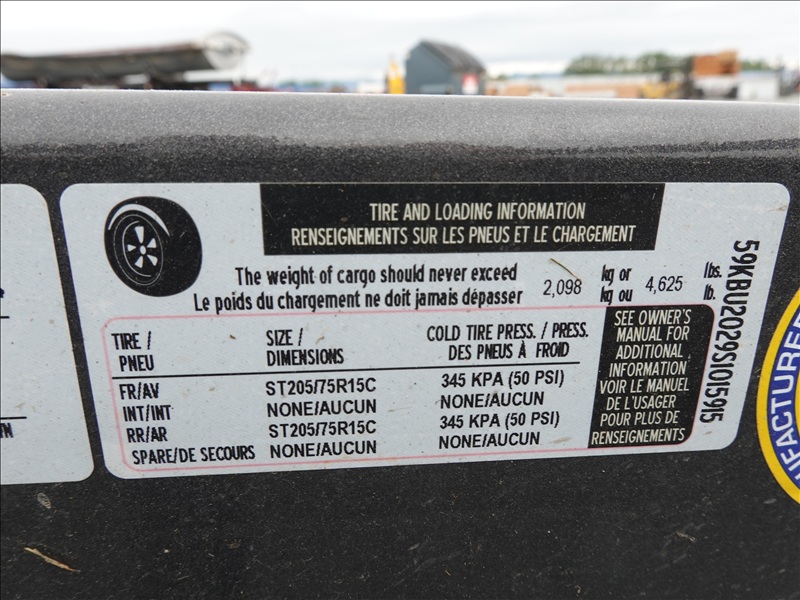 TIRE AND LOADING INFORMATION
RENSEIGNEMENTS SUR LES PNEUS ET LE CHARGEMENT
The weight of cargo should never exceed 2,098 kg or 4,625 lbs.
Le poids du chargement ne doit jamais dépasser kg ou lb.
TIRE / SIZE / COLD TIRE PRESS. / PRESS.
PNEU DIMENSIONS DES PNEUS À FROID
FR/AV ST205/75R15C 345 KPA (50 PSI)
INT/INT NONE/AUCUN NONE/AUCUN
RR/AR ST205/75R15C 345 KPA (50 PSI)
SPARE/DE SECOURS NONE/AUCUN NONE/AUCUN
SEE OWNER'S
MANUAL FOR
ADDITIONAL
INFORMATION
VOIR LE MANUEL
DE L'USAGER
POUR PLUS DE
RENSEIGNEMENTS
59KBU2029S1015915